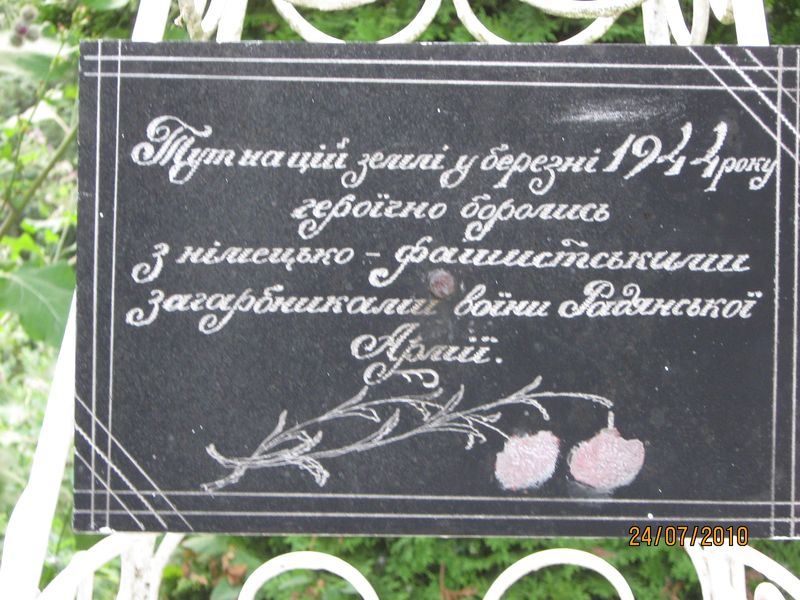 Тут на цій землі у березні 1944 року
героїчно боролись
з німецько - фашистськими
загарбниками воїни Радянської
Армії.
24/07/2010